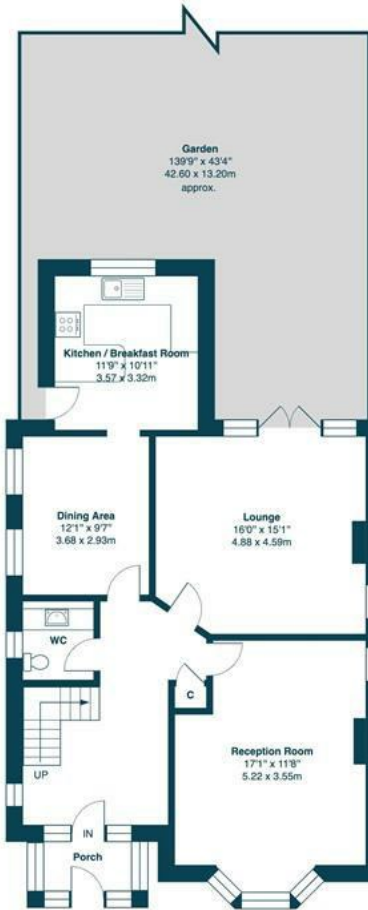 Garden
139'9" x 43'4"
42.60 x 13.20m
approx.
Kitchen / Breakfast Room
11'9" x 10'11"
3.57 x 3.32m
Dining Area
12'1" x 9'7"
3.68 x 2.93m
Lounge
16'0" x 15'1"
4.88 x 4.59m
WC
C
UP
Reception Room
17'1" x 11'8"
5.22 x 3.55m
IN
Porch